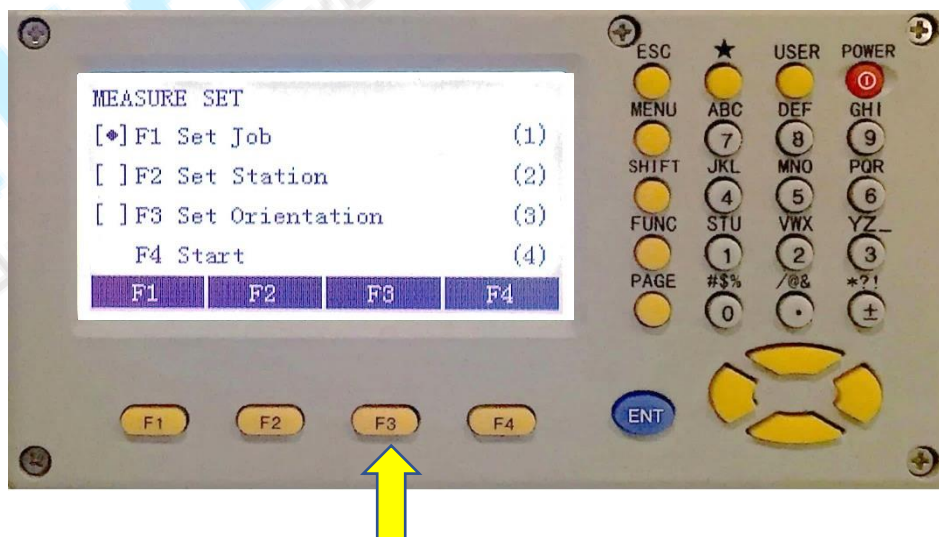 MEASURE SET
[◆]F1 Set Job (1)
[ ]F2 Set Station (2)
[ ]F3 Set Orientation (3)
F4 Start (4)
F1 F2 F3 F4
ESC ★ USER POWER
MENU ABC DEF GHI
7 8 9
SHIFT JKL MNO PQR
4 5 6
FUNC STU VWX YZ_
1 2 3
PAGE #$% /@& *?!
0 • ±
F1 F2 F3 F4 ENT